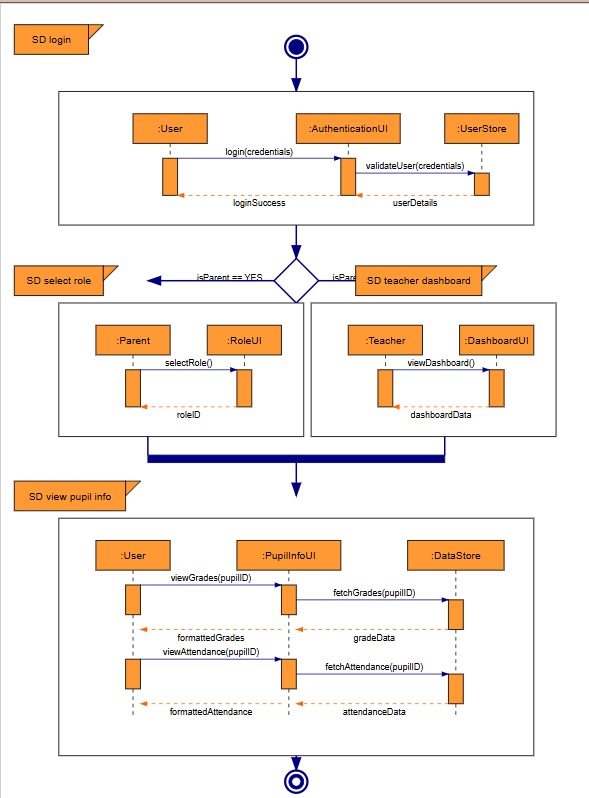 SD login
:User
:AuthenticationUI
:UserStore
login(credentials)
validateUser(credentials)
loginSuccess
userDetails
SD select role
isParent == YES
SD teacher dashboard
:Parent
:RoleUI
:Teacher
:DashboardUI
selectRole()
viewDashboard()
roleID
dashboardData
SD view pupil info
:User
:PupilInfoUI
:DataStore
viewGrades(pupilID)
fetchGrades(pupilID)
formattedGrades
gradeData
viewAttendance(pupilID)
fetchAttendance(pupilID)
formattedAttendance
attendanceData